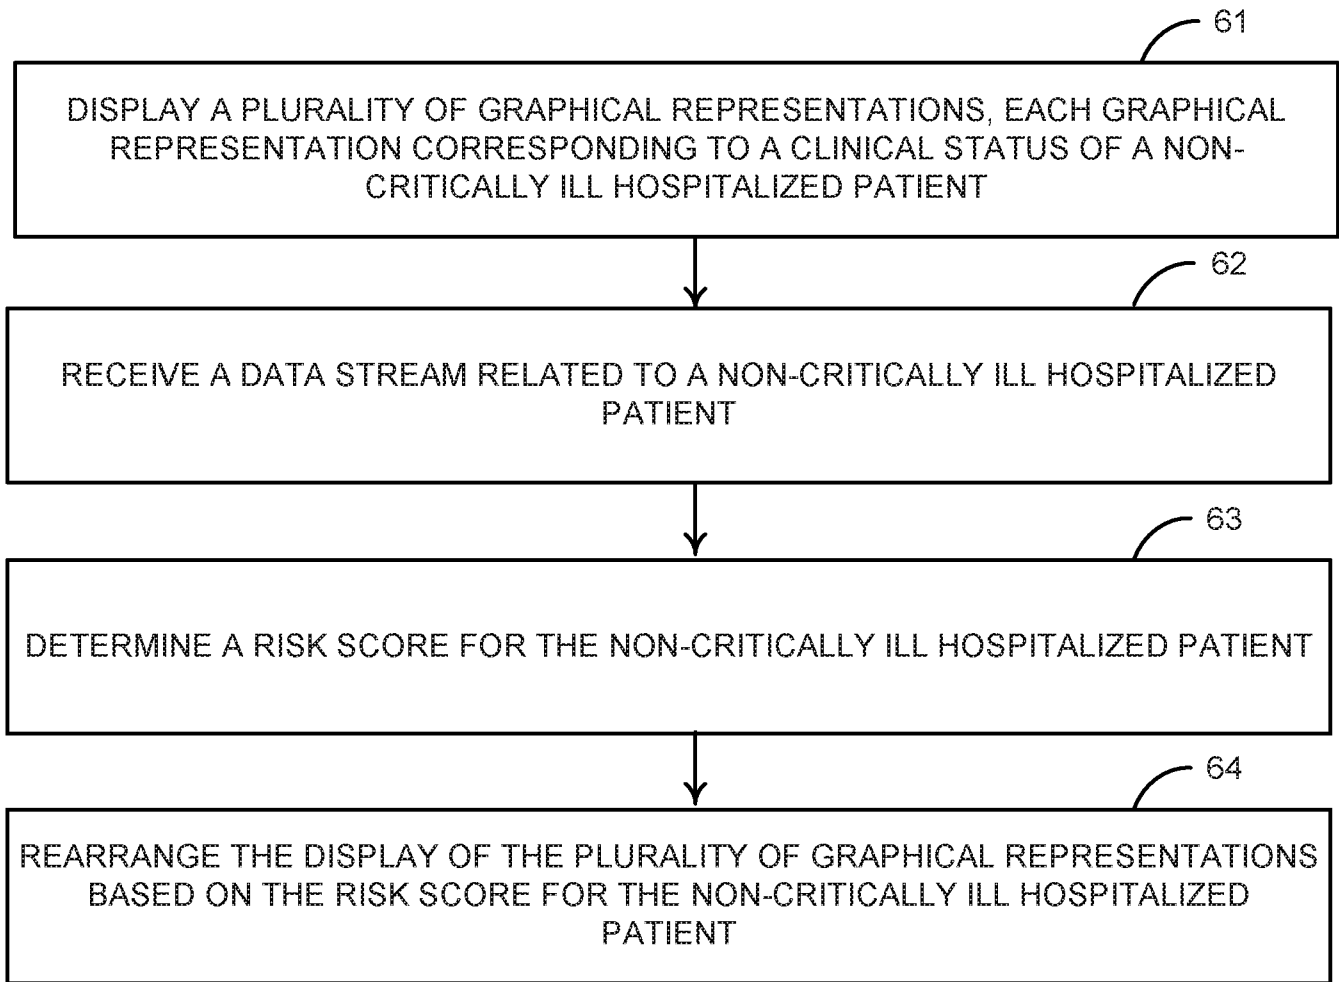 61
DISPLAY A PLURALITY OF GRAPHICAL REPRESENTATIONS, EACH GRAPHICAL
REPRESENTATION CORRESPONDING TO A CLINICAL STATUS OF A NON-
CRITICALLY ILL HOSPITALIZED PATIENT
62
RECEIVE A DATA STREAM RELATED TO A NON-CRITICALLY ILL HOSPITALIZED
PATIENT
63
DETERMINE A RISK SCORE FOR THE NON-CRITICALLY ILL HOSPITALIZED PATIENT
64
REARRANGE THE DISPLAY OF THE PLURALITY OF GRAPHICAL REPRESENTATIONS
BASED ON THE RISK SCORE FOR THE NON-CRITICALLY ILL HOSPITALIZED
PATIENT